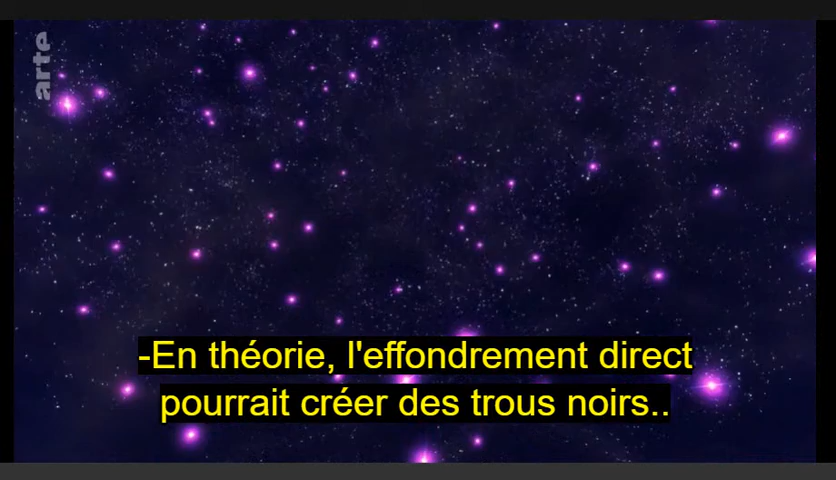 arte
-En théorie, l'effondrement direct
pourrait créer des trous noirs..